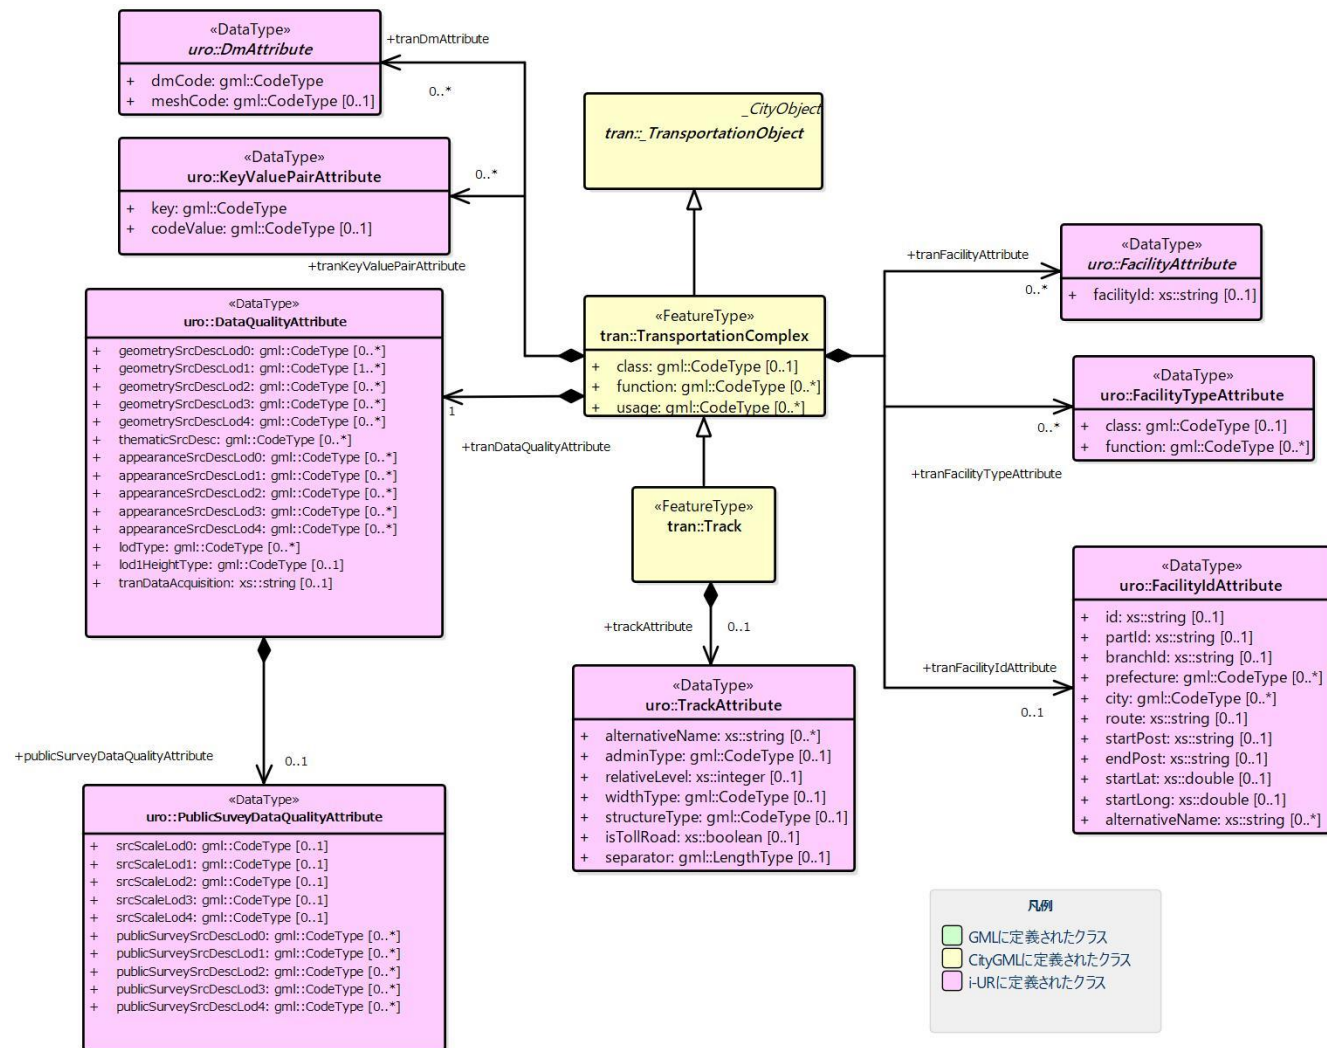 «DataType»
uro::DmAttribute
+ dmCode: gml::CodeType
+ meshCode: gml::CodeType [0..1]
+tranDmAttribute
0..*
«DataType»
uro::KeyValuePairAttribute
+ key: gml::CodeType
+ codeValue: gml::CodeType [0..1]
0..*
+tranKeyValuePairAttribute
_CityObject
tran::_TransportationObject
«FeatureType»
tran::TransportationComplex
+ class: gml::CodeType [0..1]
+ function: gml::CodeType [0..*]
+ usage: gml::CodeType [0..*]
«DataType»
uro::DataQualityAttribute
+ geometrySrcDescLod0: gml::CodeType [0..*]
+ geometrySrcDescLod1: gml::CodeType [1..*]
+ geometrySrcDescLod2: gml::CodeType [0..*]
+ geometrySrcDescLod3: gml::CodeType [0..*]
+ geometrySrcDescLod4: gml::CodeType [0..*]
+ thematicSrcDesc: gml::CodeType [0..*]
+ appearanceSrcDescLod0: gml::CodeType [0..*]
+ appearanceSrcDescLod1: gml::CodeType [0..*]
+ appearanceSrcDescLod2: gml::CodeType [0..*]
+ appearanceSrcDescLod3: gml::CodeType [0..*]
+ appearanceSrcDescLod4: gml::CodeType [0..*]
+ lodType: gml::CodeType [0..*]
+ lod1HeightType: gml::CodeType [0..1]
+ tranDataAcquisition: xs::string [0..1]
1
+tranDataQualityAttribute
+publicSurveyDataQualityAttribute
0..1
«DataType»
uro::PublicSuveyDataQualityAttribute
+ srcScaleLod0: gml::CodeType [0..1]
+ srcScaleLod1: gml::CodeType [0..1]
+ srcScaleLod2: gml::CodeType [0..1]
+ srcScaleLod3: gml::CodeType [0..1]
+ srcScaleLod4: gml::CodeType [0..1]
+ publicSurveySrcDescLod0: gml::CodeType [0..*]
+ publicSurveySrcDescLod1: gml::CodeType [0..*]
+ publicSurveySrcDescLod2: gml::CodeType [0..*]
+ publicSurveySrcDescLod3: gml::CodeType [0..*]
+ publicSurveySrcDescLod4: gml::CodeType [0..*]
«FeatureType»
tran::Track
+trackAttribute
0..1
«DataType»
uro::TrackAttribute
+ alternativeName: xs::string [0..*]
+ adminType: gml::CodeType [0..1]
+ relativeLevel: xs::integer [0..1]
+ widthType: gml::CodeType [0..1]
+ structureType: gml::CodeType [0..1]
+ isTollRoad: xs::boolean [0..1]
+ separator: gml::LengthType [0..1]
+tranFacilityAttribute
0..*
«DataType»
uro::FacilityAttribute
+ facilityId: xs::string [0..1]
0..*
+tranFacilityTypeAttribute
«DataType»
uro::FacilityTypeAttribute
+ class: gml::CodeType [0..1]
+ function: gml::CodeType [0..*]
+tranFacilityIdAttribute
0..1
«DataType»
uro::FacilityIdAttribute
+ id: xs::string [0..1]
+ partId: xs::string [0..1]
+ branchId: xs::string [0..1]
+ prefecture: gml::CodeType [0..*]
+ city: gml::CodeType [0..*]
+ route: xs::string [0..1]
+ startPost: xs::string [0..1]
+ endPost: xs::string [0..1]
+ startLat: xs::double [0..1]
+ startLong: xs::double [0..1]
+ alternativeName: xs::string [0..*]
凡例
GMLに定義されたクラス
CityGMLに定義されたクラス
i-URに定義されたクラス